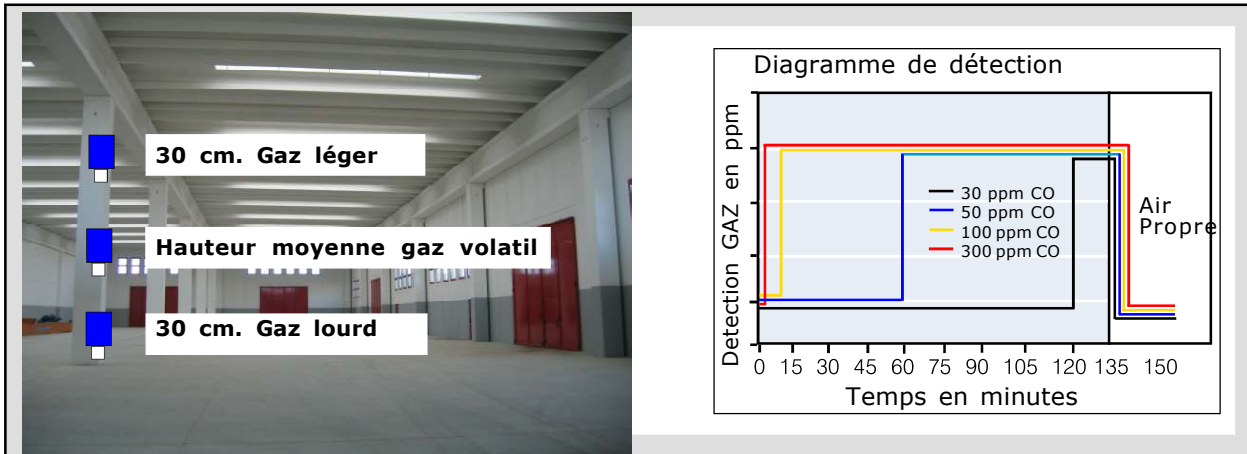 30 cm. Gaz léger
Hauteur moyenne gaz volatil
30 cm. Gaz lourd
Diagramme de détection
Detection GAZ en ppm
30 ppm CO
50 ppm CO
100 ppm CO
300 ppm CO
Air
Propre
0 15 30 45 60 75 90 105 120 135 150
Temps en minutes